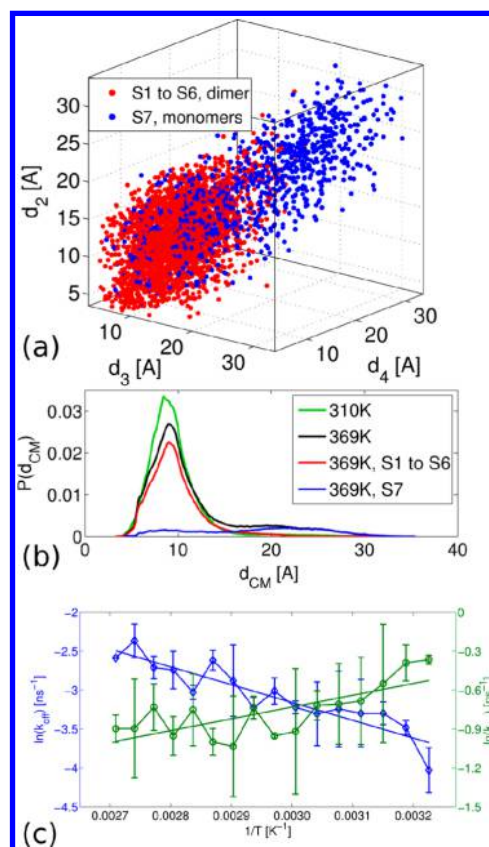 S1 to S6, dimer
S7, monomers
30
25
20
15
10
5
d2 [A]
10
20
30
d3 [A]
10
20
30
d4 [A]
(a)
0.03
0.02
0.01
0
P(dCM)
310K
369K
369K, S1 to S6
369K, S7
0 10 20 30 40
dCM [A]
(b)
-2
-2.5
-3
-3.5
-4
-4.5
ln(koff) [ns-1]
0
-0.3
-0.6
-0.9
-1.2
-1.5
0.0027 0.0028 0.0029 0.0030 0.0031 0.0032
1/T [K-1]
(c)